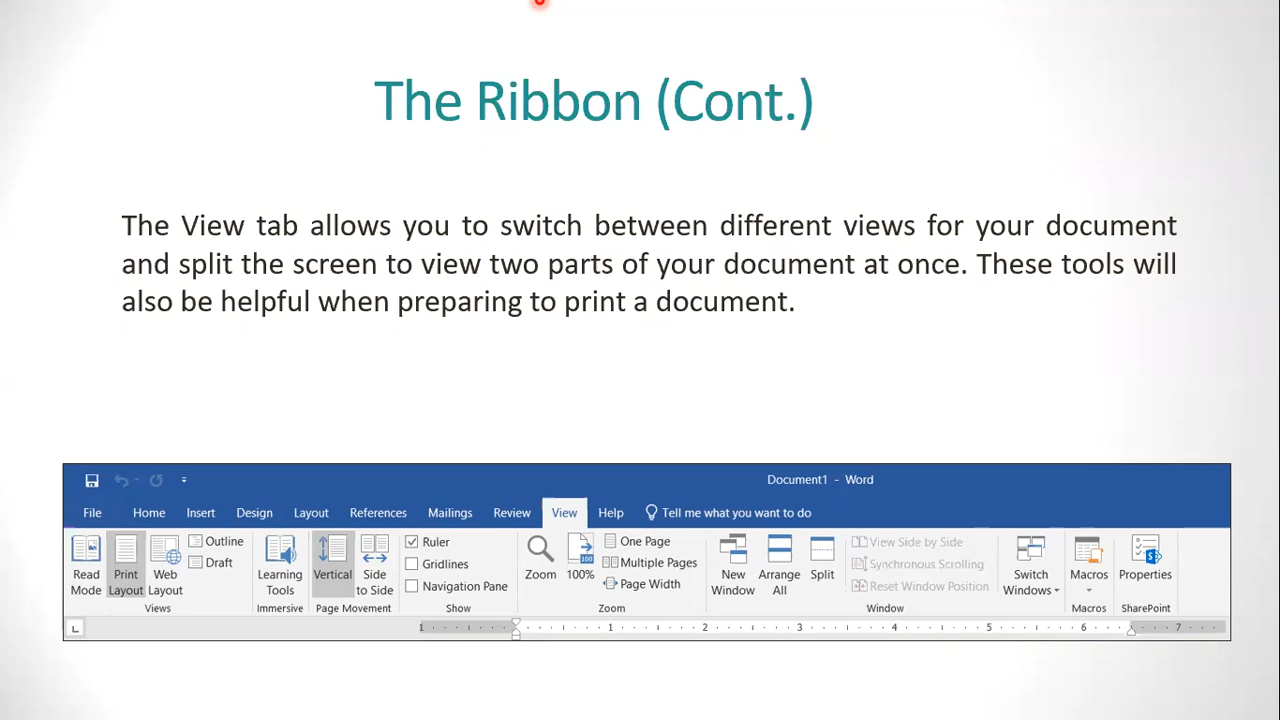 The Ribbon (Cont.)
The View tab allows you to switch between different views for your document
and split the screen to view two parts of your document at once. These tools will
also be helpful when preparing to print a document.
Document1 - Word
File Home Insert Design Layout References Mailings Review View Help Tell me what you want to do
Read Mode
Print Layout
Web Layout
Outline
Draft
Views
Learning Tools
Immersive
Vertical
Side to Side
Page Movement
Ruler
Gridlines
Navigation Pane
Show
Zoom
100
100%
One Page
Multiple Pages
Page Width
Zoom
New Window
Arrange All
Split
View Side by Side
Synchronous Scrolling
Reset Window Position
Window
Switch Windows
Macros
Macros
S
Properties
SharePoint
1 1 2 3 4 5 6 7